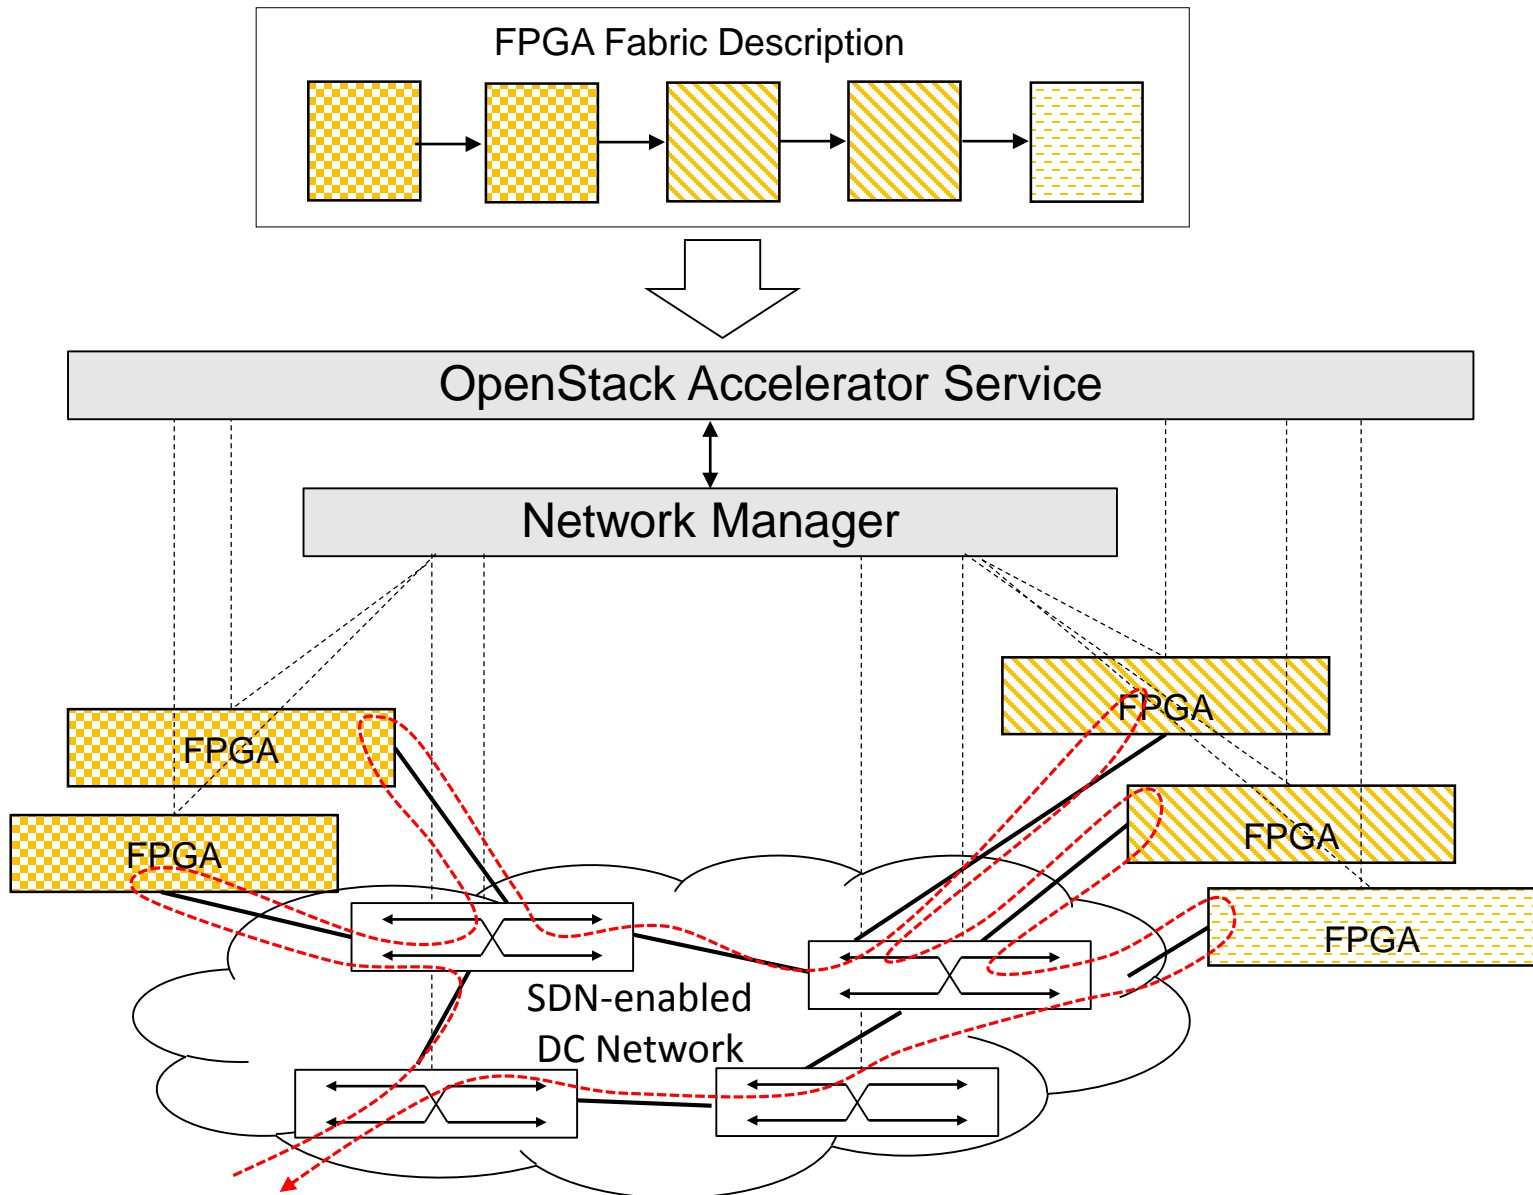 FPGA Fabric Description
OpenStack Accelerator Service
Network Manager
FPGA
FPGA
FPGA
FPGA
FPGA
SDN-enabled
DC Network